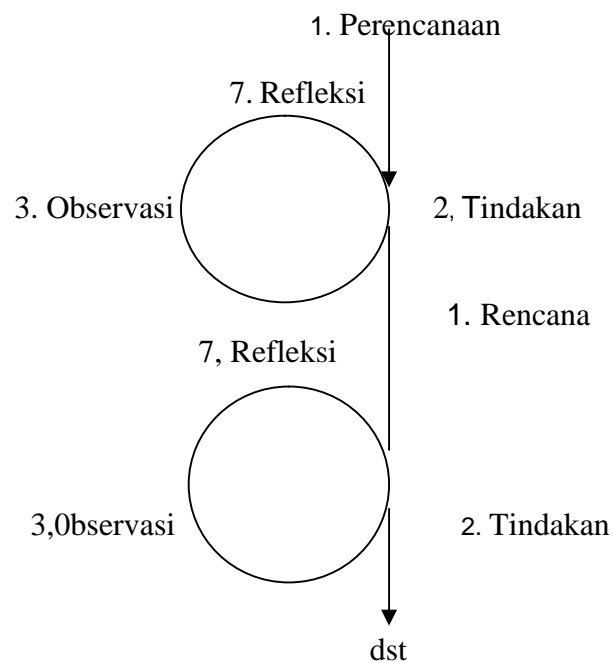 1. Perencanaan
7. Refleksi
3. Observasi
2, Tindakan
1. Rencana
7, Refleksi
3,0bservasi
2. Tindakan
dst